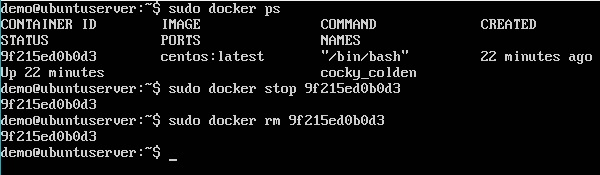 demo@ubuntuserver:~$ sudo docker ps
CONTAINER ID        IMAGE               COMMAND             CREATED
STATUS              PORTS               NAMES
9f215ed0b0d3        centos:latest       "/bin/bash"         22 minutes ago
Up 22 minutes                           cocky_colden
demo@ubuntuserver:~$ sudo docker stop 9f215ed0b0d3
9f215ed0b0d3
demo@ubuntuserver:~$ sudo docker rm 9f215ed0b0d3
9f215ed0b0d3
demo@ubuntuserver:~$ _